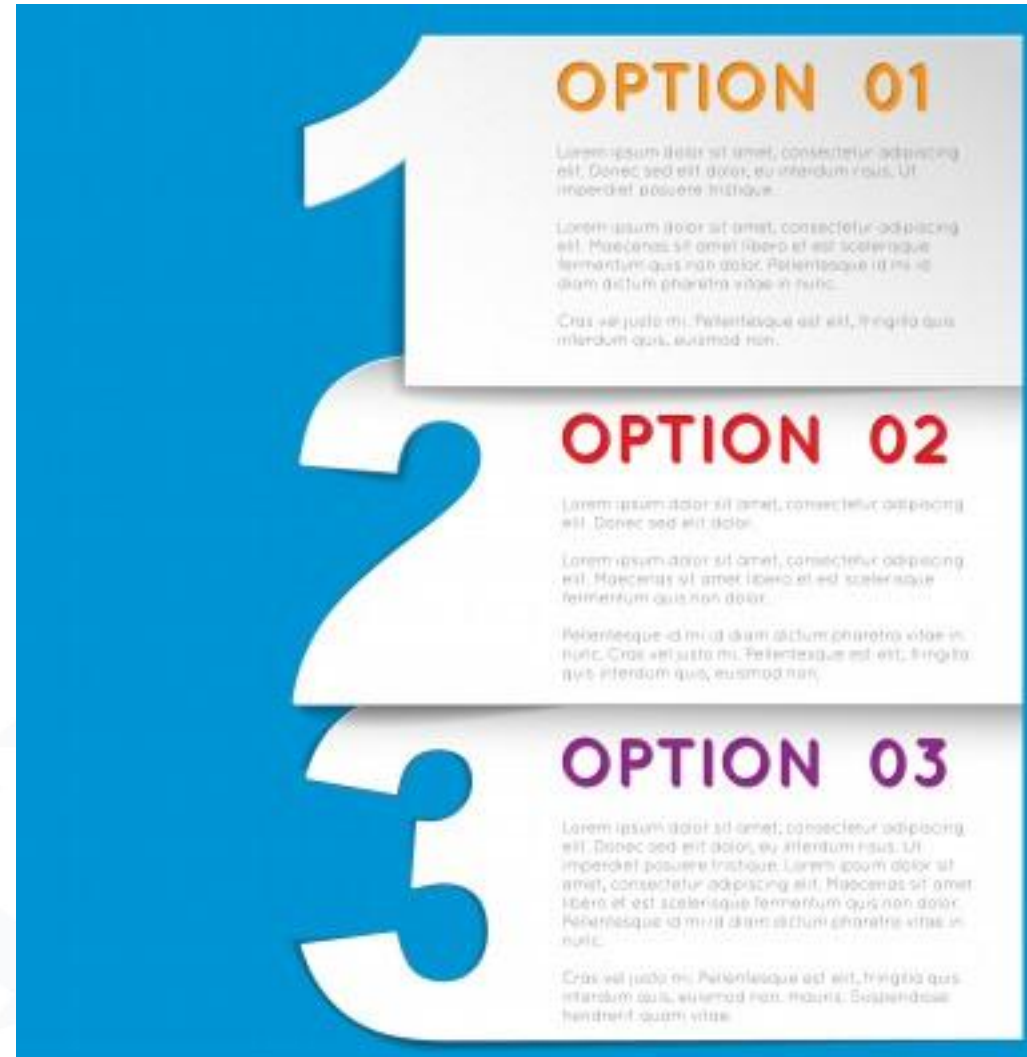 1
OPTION 01
Lorem ipsum dolor sit amet, consectetur adipiscing
elit. Donec sed elit dolor, eu interdum risus. Ut
imperdiet posuere tristique.
Lorem ipsum dolor sit amet, consectetur adipiscing
elit. Maecenas sit amet libero et est scelerisque
fermentum quis non dolor. Pellentesque id mi id
diam dictum pharetra vitae in nunc.
Cras vel justo mi. Pellentesque est elit, fringilla quis
interdum quis, euismod non.
2
OPTION 02
Lorem ipsum dolor sit amet, consectetur adipiscing
elit. Donec sed elit dolor.
Lorem ipsum dolor sit amet, consectetur adipiscing
elit. Maecenas sit amet libero et est scelerisque
fermentum quis non dolor.
Pellentesque id mi id diam dictum pharetra vitae in
nunc. Cras vel justo mi. Pellentesque est elit, fringilla
quis interdum quis, euismod non.
3
OPTION 03
Lorem ipsum dolor sit amet, consectetur adipiscing
elit. Donec sed elit dolor, eu interdum risus. Ut
imperdiet posuere tristique. Lorem ipsum dolor sit
amet, consectetur adipiscing elit. Maecenas sit amet
libero et est scelerisque fermentum quis non dolor.
Pellentesque id mi id diam dictum pharetra vitae in
nunc.
Cras vel justo mi. Pellentesque est elit, fringilla quis
interdum quis, euismod non. mauris. Suspendisse
hendrerit quam vitae.